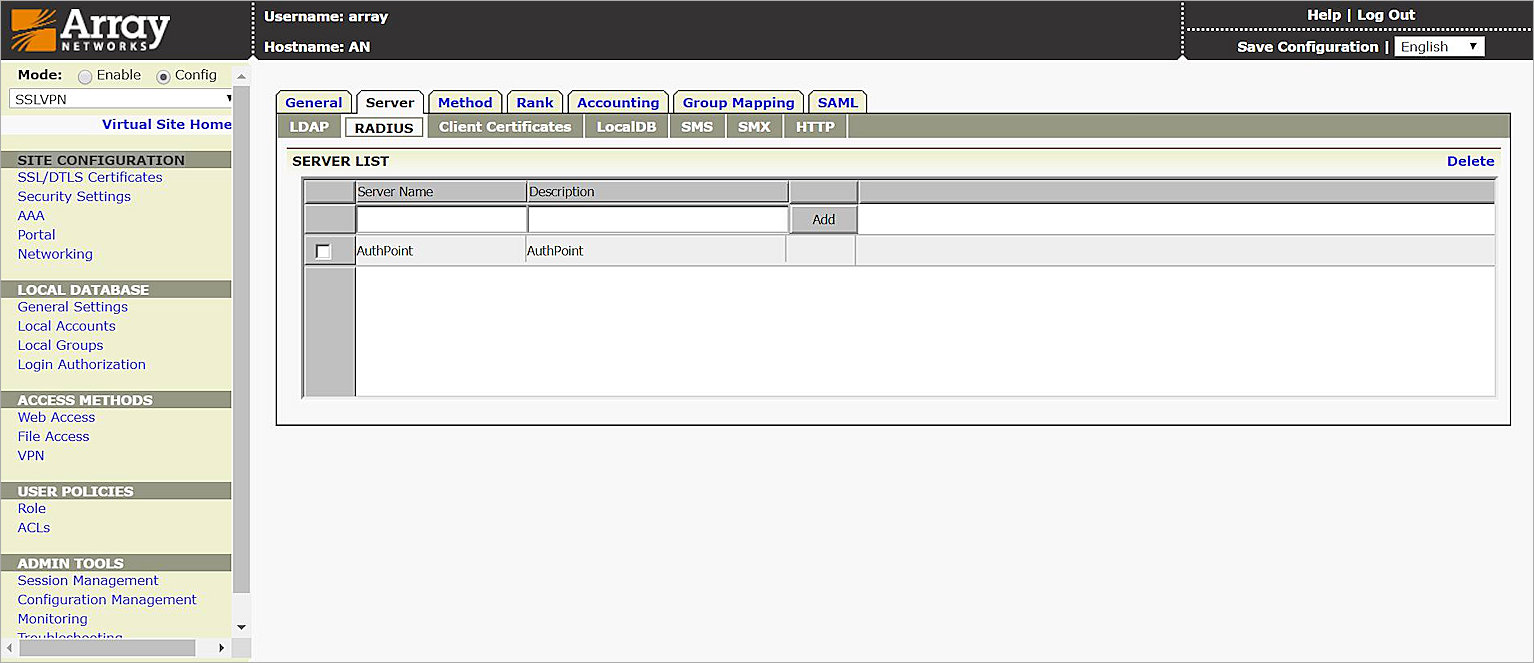 Array
NETWORKS
Username: array
Hostname: AN
Help | Log Out
Save Configuration | English
Mode: Enable Config
SSLVPN
Virtual Site Home
SITE CONFIGURATION
SSL/DTLS Certificates
Security Settings
AAA
Portal
Networking
LOCAL DATABASE
General Settings
Local Accounts
Local Groups
Login Authorization
ACCESS METHODS
Web Access
File Access
VPN
USER POLICIES
Role
ACLs
ADMIN TOOLS
Session Management
Configuration Management
Monitoring
Troubleshooting
General Server Method Rank Accounting Group Mapping SAML
LDAP RADIUS Client Certificates LocalDB SMS SMX HTTP
SERVER LIST Delete
Server Name Description
Add
AuthPoint AuthPoint